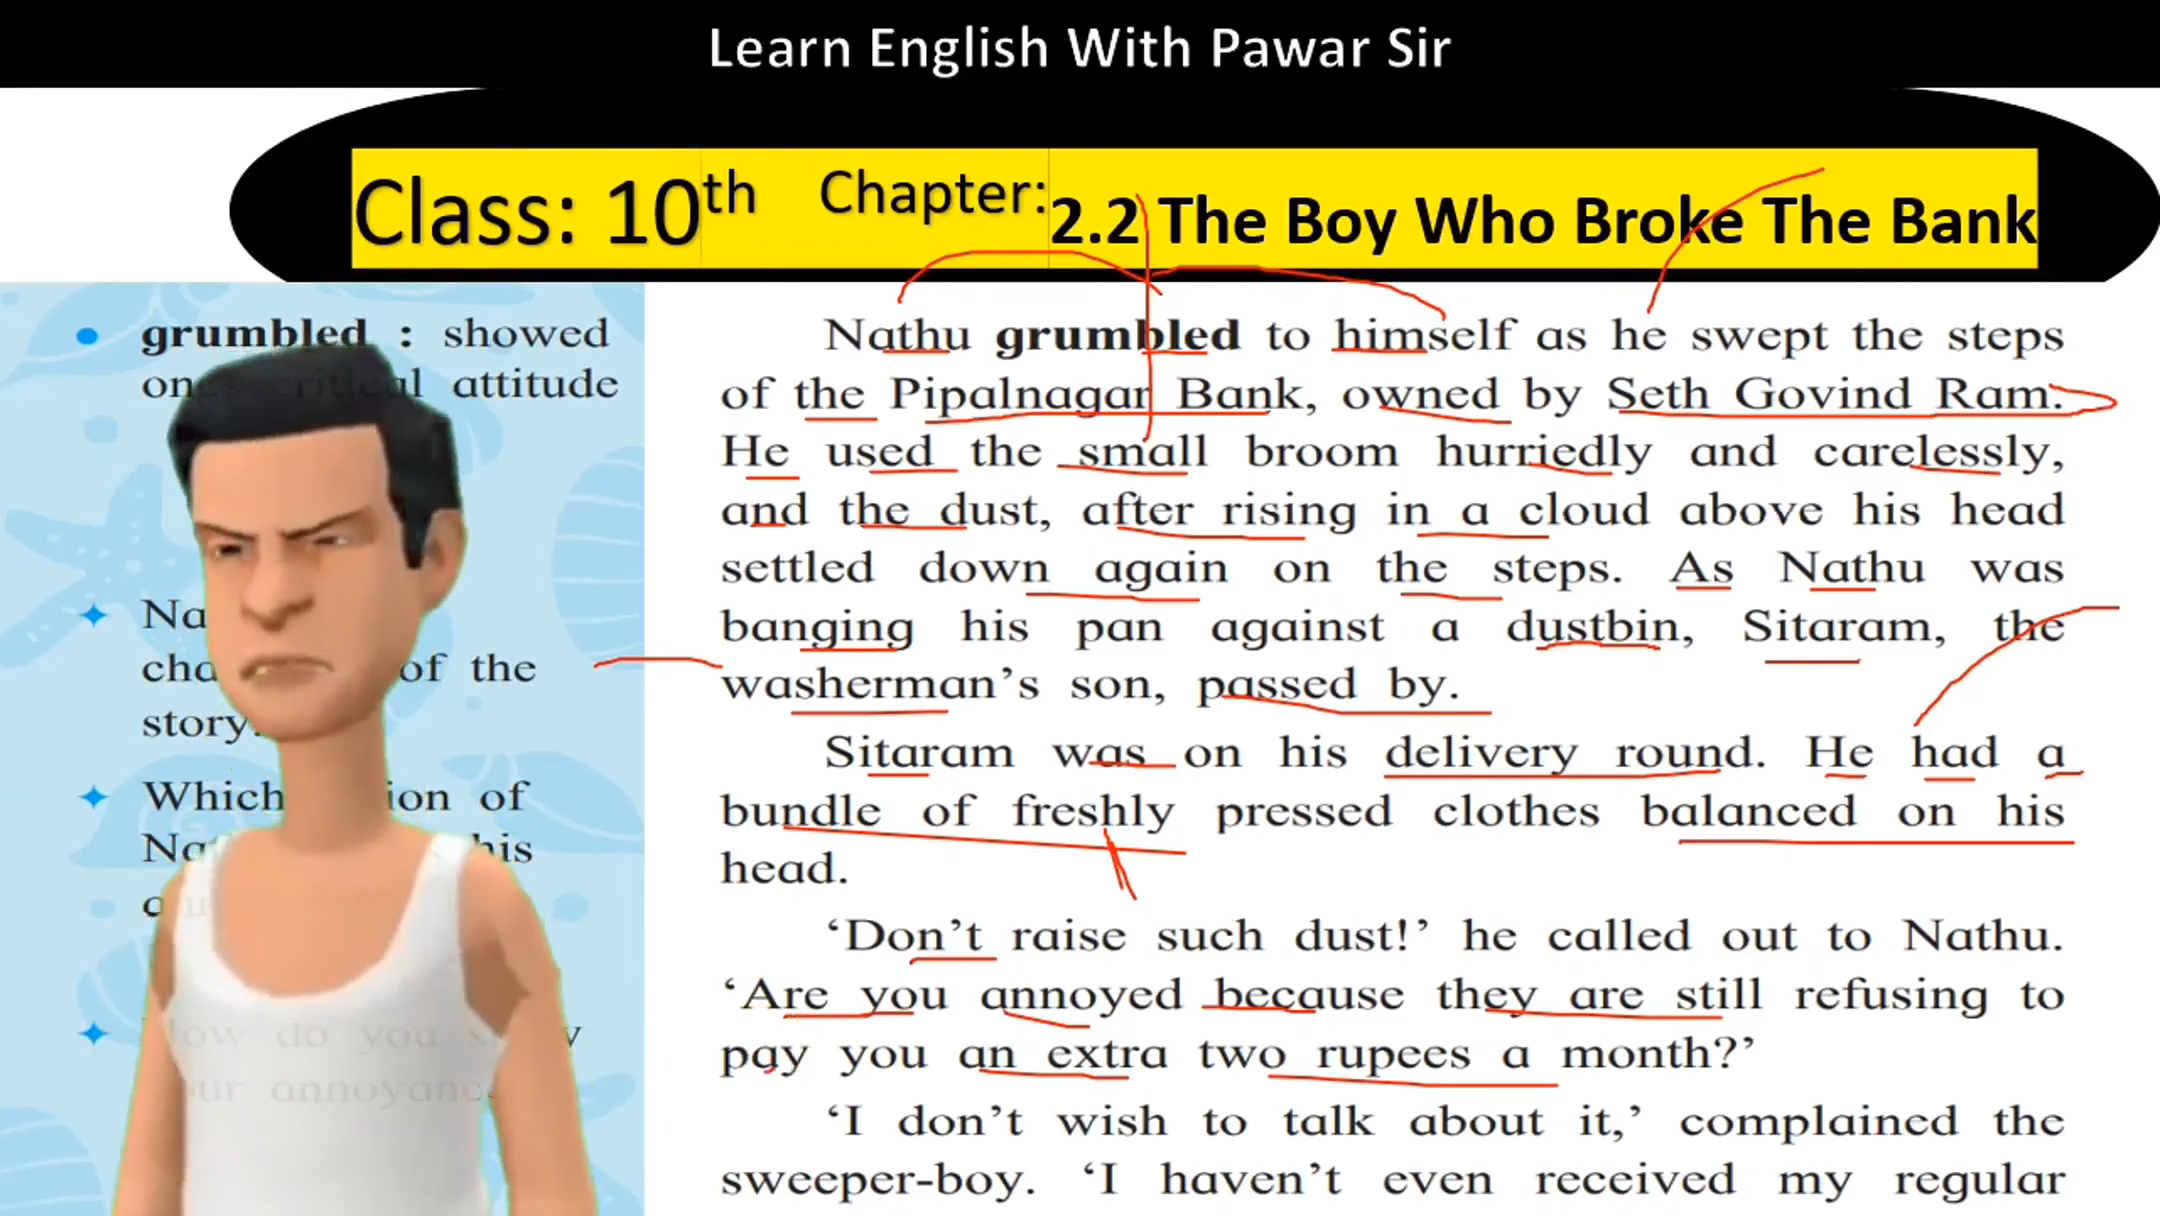 Learn English With Pawar Sir
Class: 10th Chapter: 2.2 The Boy Who Broke The Bank
• grumbled : showed
attitude
of the
story.
Which of
Nathu grumbled to himself as he swept the steps
of the Pipalnagar Bank, owned by Seth Govind Ram.
He used the small broom hurriedly and carelessly,
and the dust, after rising in a cloud above his head
settled down again on the steps. As Nathu was
banging his pan against a dustbin, Sitaram, the
washerman’s son, passed by.
Sitaram was on his delivery round. He had a
bundle of freshly pressed clothes balanced on his
head.
‘Don’t raise such dust!’ he called out to Nathu.
‘Are you annoyed because they are still refusing to
pay you an extra two rupees a month?’
‘I don’t wish to talk about it,’ complained the
sweeper-boy. ‘I haven’t even received my regular